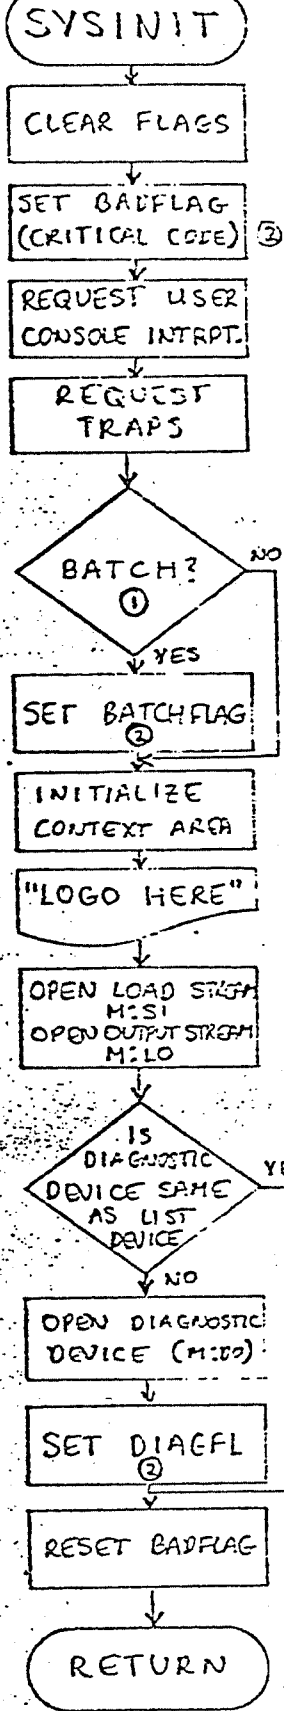 SYSINIT
CLEAR FLAGS
SET BADFLAG
(CRITICAL CODE) ②
REQUEST USER
CONSOLE INTRPT.
REQUEST
TRAPS
BATCH?
NO
①
YES
SET BATCHFLAG
②
INITIALIZE
CONTEXT AREA
"LOGO HERE"
OPEN LOAD STREAM
M:SI
OPEN OUTPUT STREAM
M:LO
IS
DIAGNOSTIC
DEVICE SAME
AS LIST
DEVICE
NO
OPEN DIAGNOSTIC
DEVICE (M:DO)
SET DIAGFL
②
RESET BADFLAG
RETURN